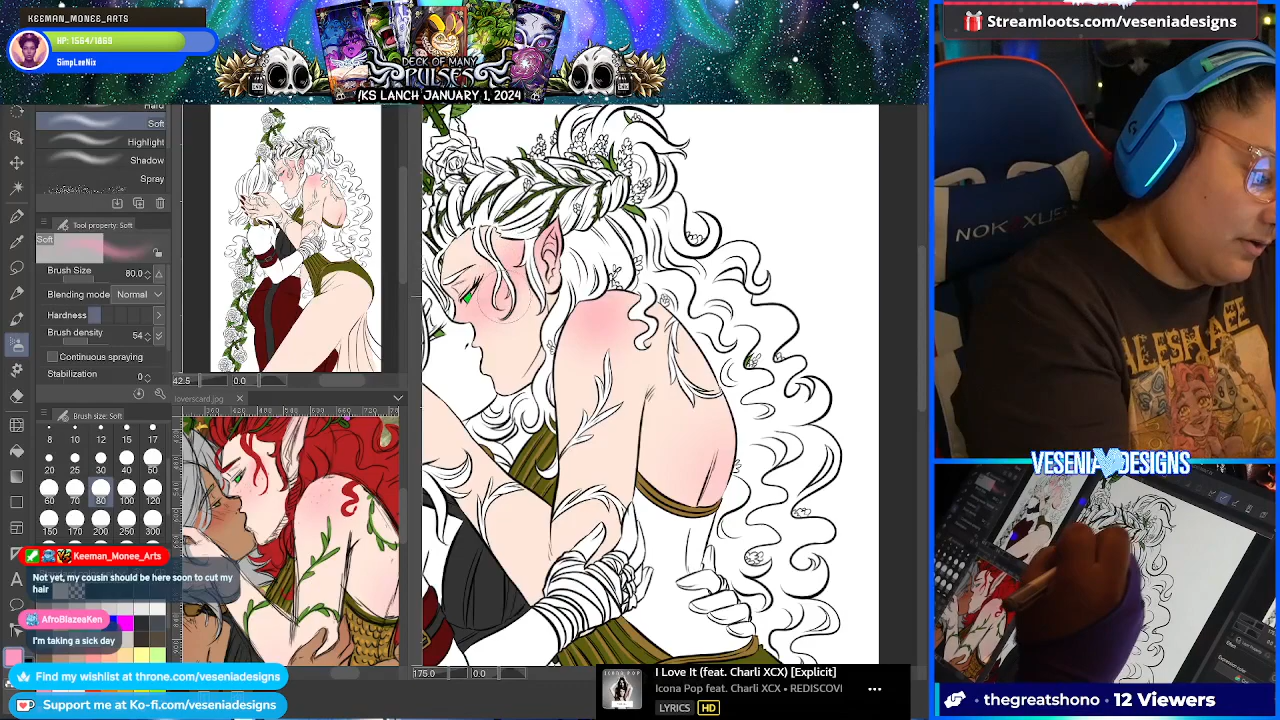 KEEMAN_MONEE_ARTS
HP: 1564/1869
SimpLeeNix
DECK OF MANY
PULSES
!KS LANCH JANUARY 1, 2024
Streamloots.com/veseniadesigns
Hard
Soft
Highlight
Shadow
Spray
Tool property: Soft
Soft
Brush Size
80.0
Blending mode
Normal
Hardness
Brush density
54
Continuous spraying
Stabilization
0
Brush size: Soft
8 10 12 15 17
20 25 30 40 50
60 70 80 100 120
150 170 200 250 300
42.5
0.0
loverscard.jpg
175.0
0.0
Keeman_Monee_Arts
Not yet, my cousin should be here soon to cut my
hair
AfroBlazeaKen
I'm taking a sick day
Find my wishlist at throne.com/veseniadesigns
Support me at Ko-fi.com/veseniadesigns
I Love It (feat. Charli XCX) [Explicit]
Icona Pop feat. Charli XCX • REDISCOV
LYRICS
HD
VESENIA DESIGNS
thegreatshono
12 Viewers